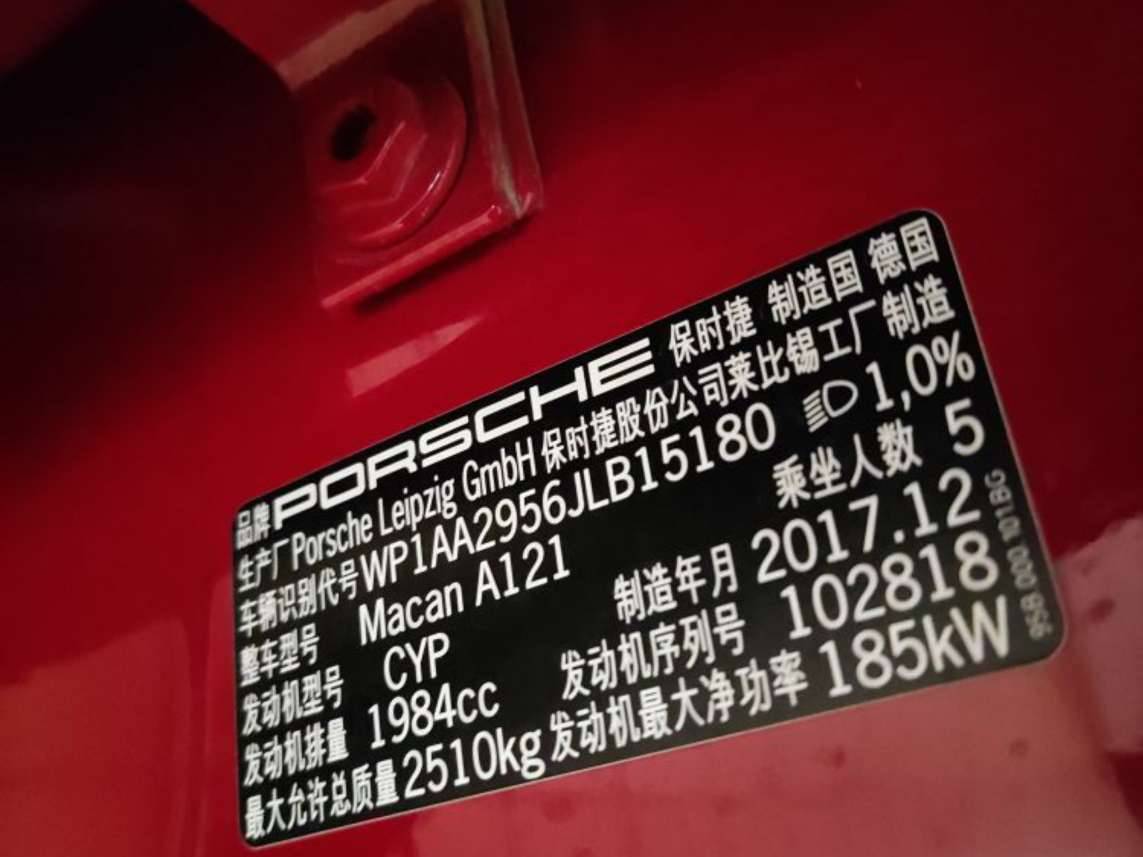 品牌 PORSCHE 保时捷 制造国 德国
生产厂 Porsche Leipzig GmbH 保时捷股份公司莱比锡工厂制造
车辆识别代号 WP1AA2956JLB15180 1,0%
整车型号 Macan A121 乘坐人数 5
发动机型号 CYP 制造年月 2017.12
发动机排量 1984cc 发动机序列号 102818
最大允许总质量 2510kg 发动机最大净功率 185kW
95B 000 101BG